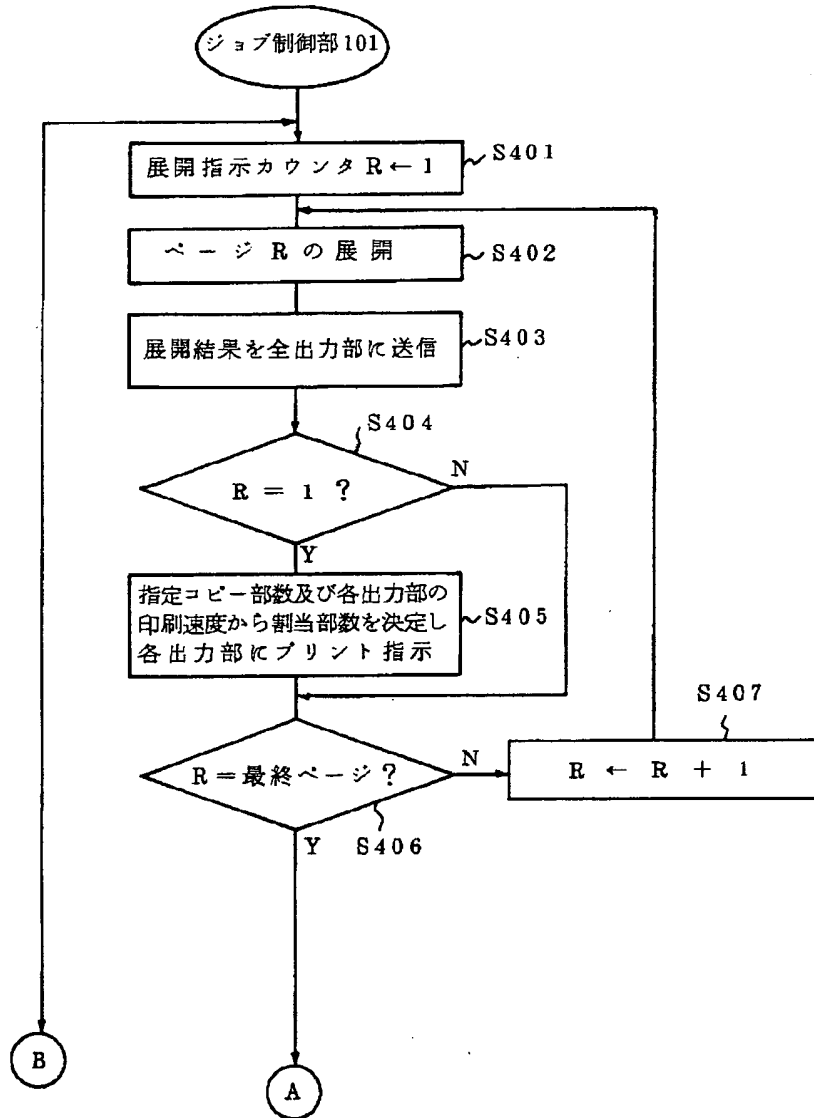 ジョブ制御部101
展開指示カウンタR←1
S401
ページRの展開
S402
展開結果を全出力部に送信
S403
S404
R=1?
N
Y
指定コピー部数及び各出力部の
印刷速度から割当部数を決定し
各出力部にプリント指示
S405
S407
R=最終ページ?
N
R ← R + 1
Y
S406
B
A